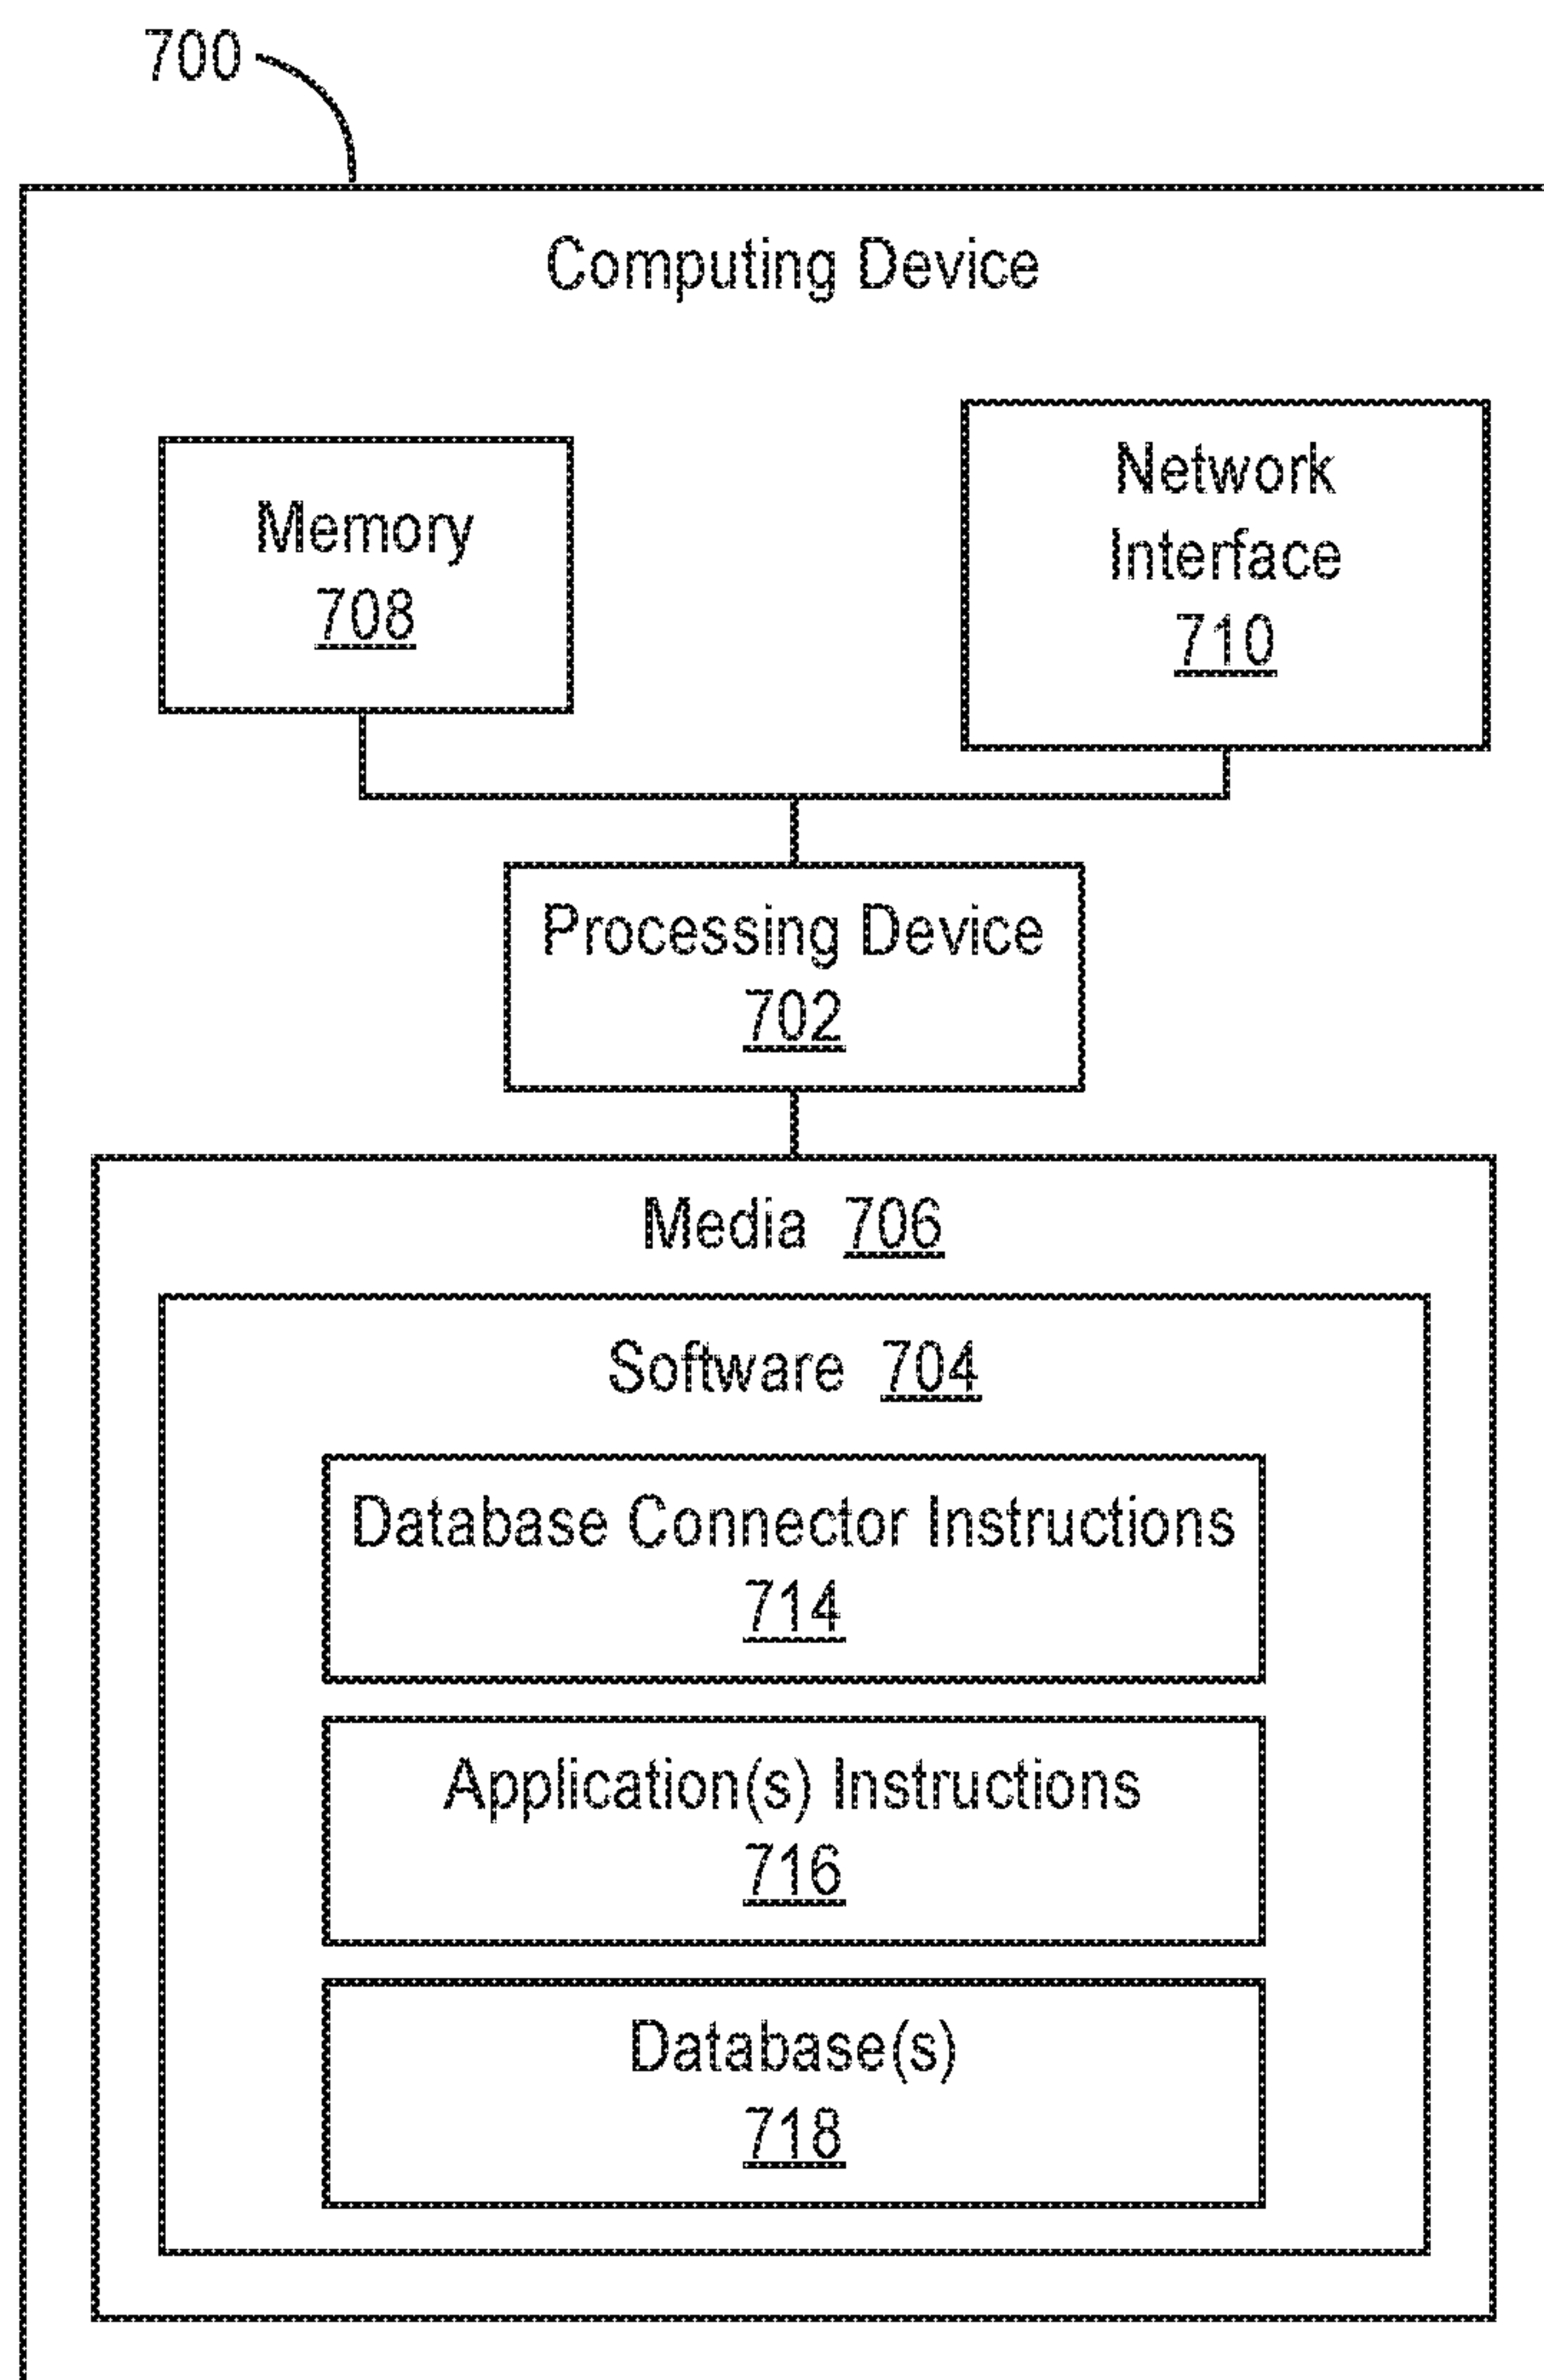 700
Computing Device
Memory
708
Network
Interface
710
Processing Device
702
Media 706
Software 704
Database Connector Instructions
714
Application(s) Instructions
716
Database(s)
718